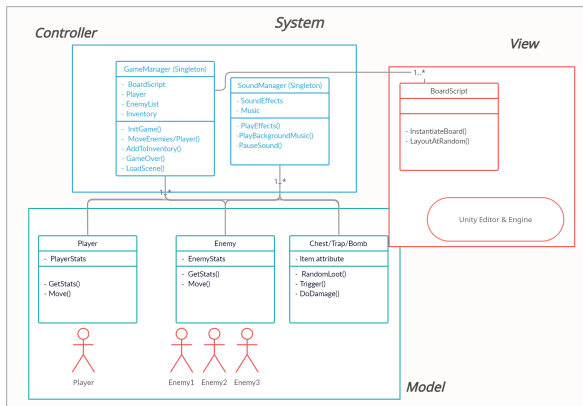 System
Controller
View
GameManager (Singleton)
- BoardScript
- Player
- EnemyList
- Inventory
- InitGame()
- MoveEnemies/Player()
- AddToInventory()
- GameOver()
- LoadScene()
SoundManager (Singleton)
- SoundEffects
- Music
- PlayEffects()
-PlayBackgroundMusic()
-PauseSound()
1..*
BoardScript
- InstantiateBoard()
- LayoutAtRandom()
Unity Editor & Engine
1..*
1..*
Player
- PlayerStats
- GetStats()
- Move()
Enemy
- EnemyStats
- GetStats()
- Move()
Chest/Trap/Bomb
- Item attribute
- RandomLoot()
- Trigger()
- DoDamage()
Player
Enemy1
Enemy2
Enemy3
Model